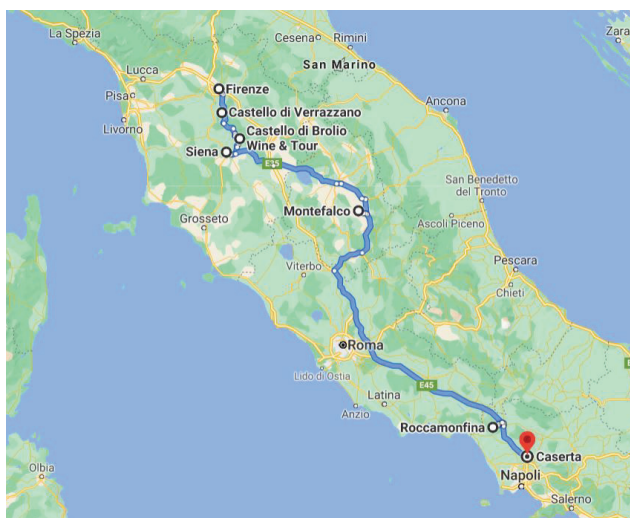 La Spezia
Cesena
Rimini
Zara
San Marino
Lucca
Firenze
Pisa
Castello di Verrazzano
Ancona
Livorno
Castello di Brolio
Wine & Tour
Siena
E35
San Benedetto
del Tronto
Montefalco
Grosseto
Ascoli Piceno
Viterbo
Pescara
Chieti
Roma
Lido di Ostia
E45
Latina
Anzio
Roccamonfina
Caserta
Olbia
Napoli
Salerno